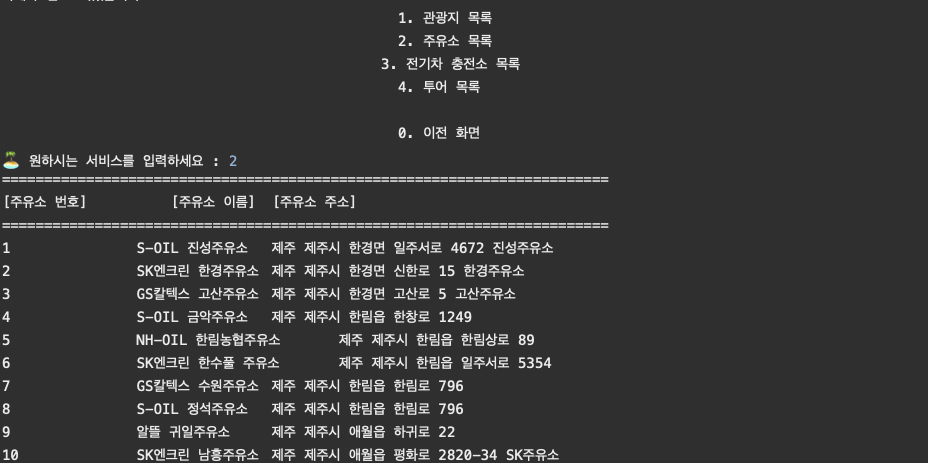 1. 관광지 목록
2. 주유소 목록
3. 전기차 충전소 목록
4. 투어 목록
0. 이전 화면
🏝 원하시는 서비스를 입력하세요 : 2
========================================================================
[주유소 번호] [주유소 이름] [주유소 주소]
========================================================================
1 S-OIL 진성주유소 제주 제주시 한경면 일주서로 4672 진성주유소
2 SK엔크린 한경주유소 제주 제주시 한경면 신한로 15 한경주유소
3 GS칼텍스 고산주유소 제주 제주시 한경면 고산로 5 고산주유소
4 S-OIL 금악주유소 제주 제주시 한림읍 한창로 1249
5 NH-OIL 한림농협주유소 제주 제주시 한림읍 한림상로 89
6 SK엔크린 한수풀 주유소 제주 제주시 한림읍 일주서로 5354
7 GS칼텍스 수원주유소 제주 제주시 한림읍 한림로 796
8 S-OIL 정석주유소 제주 제주시 한림읍 한림로 796
9 알뜰 귀일주유소 제주 제주시 애월읍 하귀로 22
10 SK엔크린 남흥주유소 제주 제주시 애월읍 평화로 2820-34 SK주유소